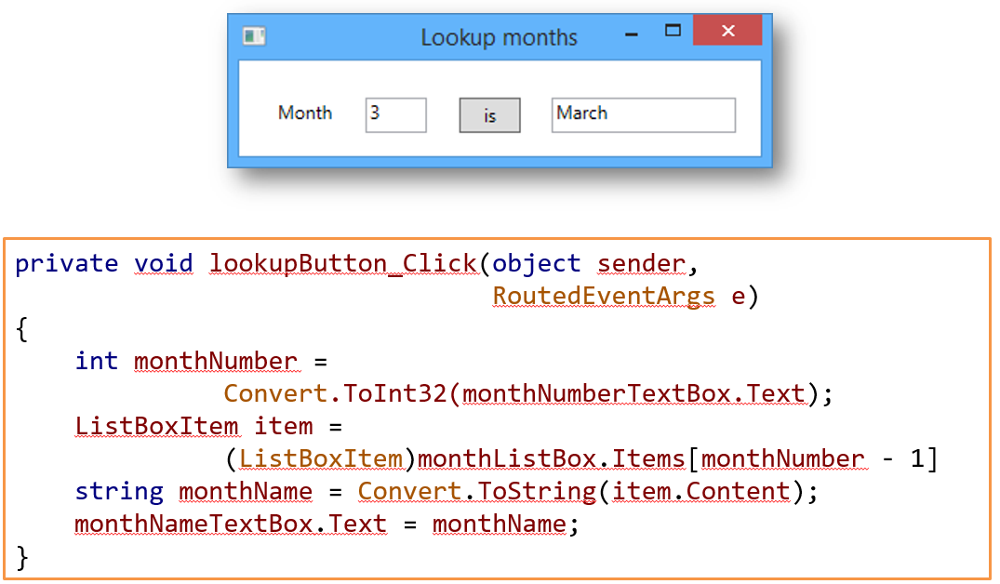 Lookup months
Month 3 is March
private void lookupButton_Click(object sender,
RoutedEventArgs e)
{
int monthNumber =
Convert.ToInt32(monthNumberTextBox.Text);
ListBoxItem item =
(ListBoxItem)monthListBox.Items[monthNumber - 1]
string monthName = Convert.ToString(item.Content);
monthNameTextBox.Text = monthName;
}